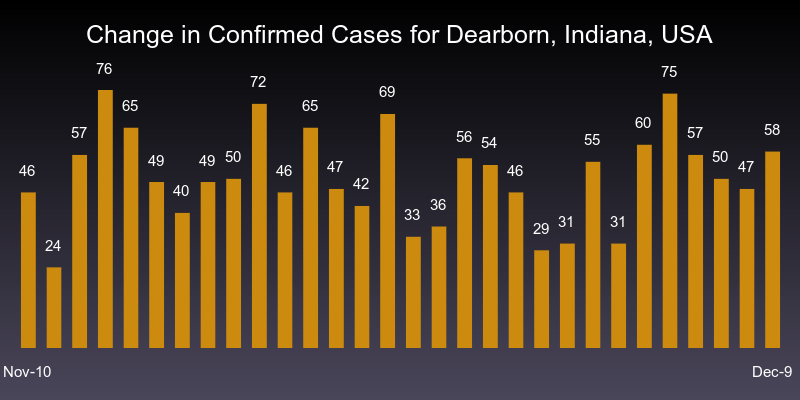 Change in Confirmed Cases for Dearborn, Indiana, USA
46 24 57 76 65 49 40 49 50 72 46 65 47 42 69 33 36 56 54 46 29 31 55 31 60 75 57 50 47 58
Nov-10 Dec-9